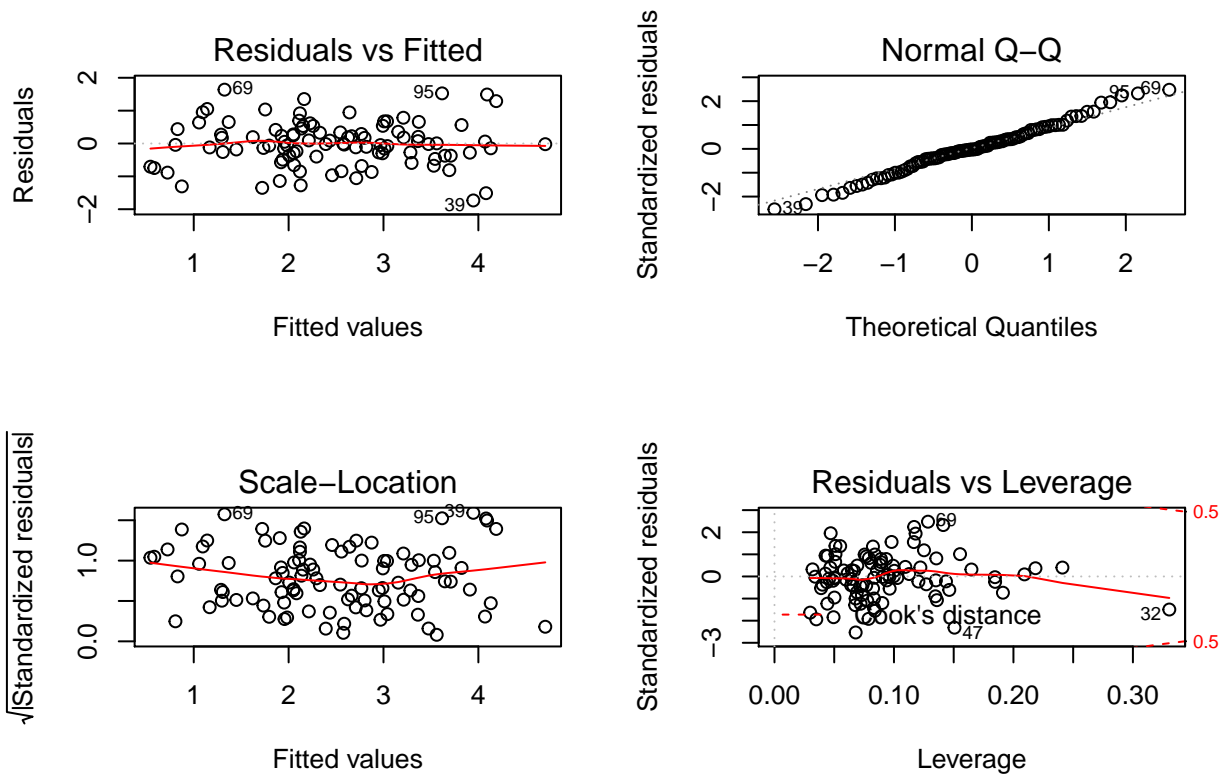 Residuals vs Fitted
Residuals
2
0
−2
69
95
39
1 2 3 4
Fitted values
Normal Q−Q
Standardized residuals
2
0
−2
95 69
39
−2 −1 0 1 2
Theoretical Quantiles
Scale−Location
√|Standardized residuals|
1.0
0.0
69
95 39
1 2 3 4
Fitted values
Residuals vs Leverage
Standardized residuals
2
0
−3
0.5
69
32
ook's distance
47
0.5
0.00 0.10 0.20 0.30
Leverage